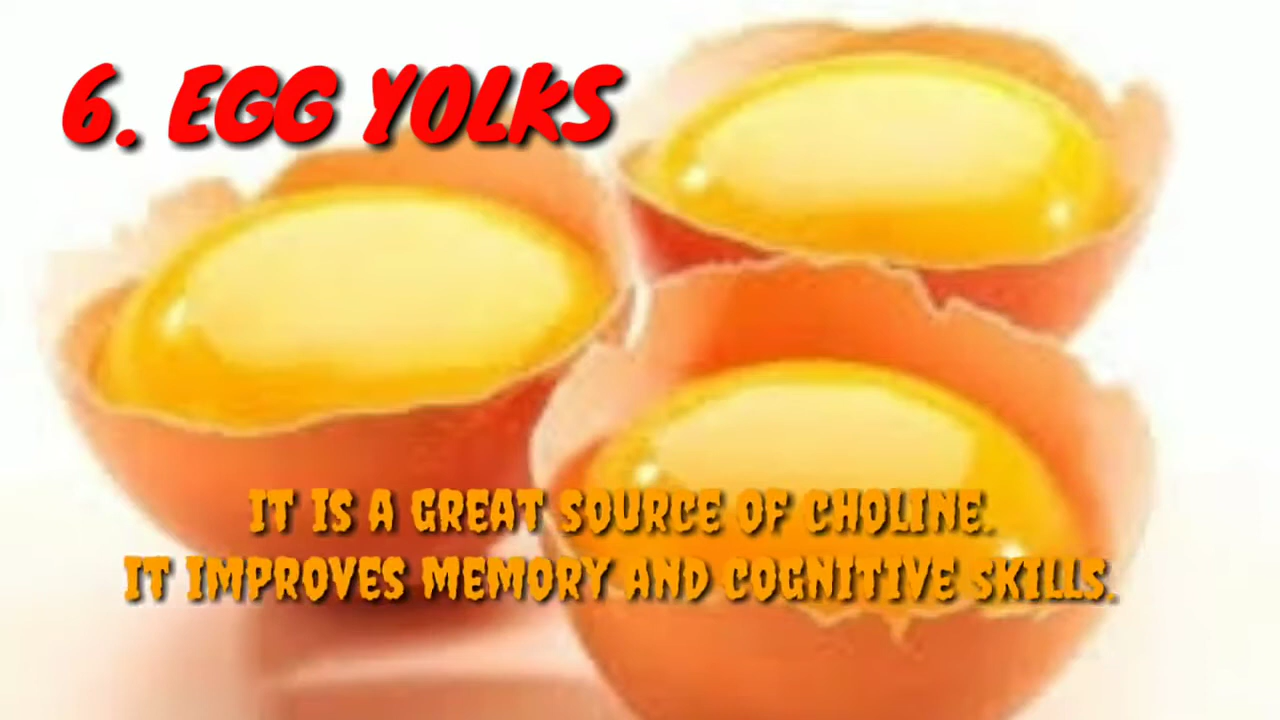 6. EGG YOLKS
IT IS A GREAT SOURCE OF CHOLINE.
IT IMPROVES MEMORY AND COGNITIVE SKILLS.